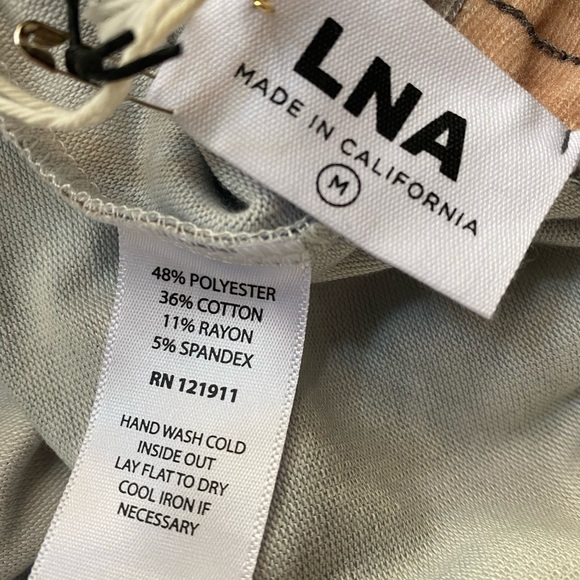 LNA
MADE IN CALIFORNIA
M
48% POLYESTER
36% COTTON
11% RAYON
5% SPANDEX
RN 121911
HAND WASH COLD
INSIDE OUT
LAY FLAT TO DRY
COOL IRON IF
NECESSARY